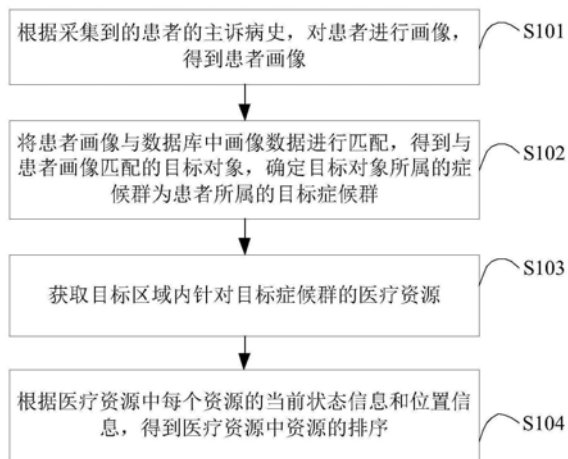 根据采集到的患者的主诉病史，对患者进行画像，
得到患者画像
S101
将患者画像与数据库中画像数据进行匹配，得到与
患者画像匹配的目标对象，确定目标对象所属的症
候群为患者所属的目标症候群
S102
获取目标区域内针对目标症候群的医疗资源
S103
根据医疗资源中每个资源的当前状态信息和位置信
息，得到医疗资源中资源的排序
S104